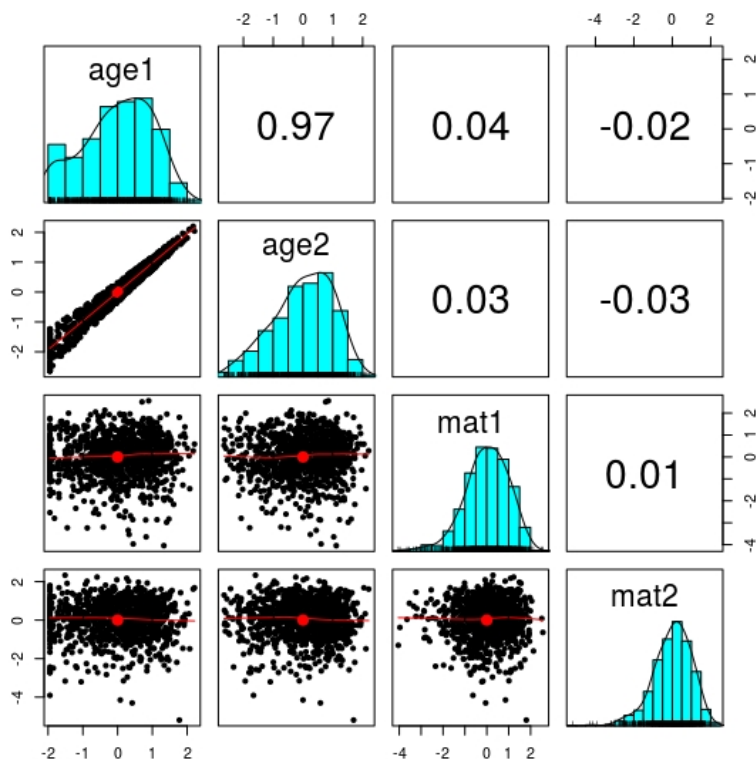 -2 -1 0 1 2 -4 -2 0 2
age1 0.97 0.04 -0.02
-2 -1 0 1 2
-2 -1 0 1 2
age2 0.03 -0.03
mat1 0.01
-4 -2 0 1 2
-4 -2 0 2
mat2
-2 -1 0 1 2 -4 -2 0 1 2